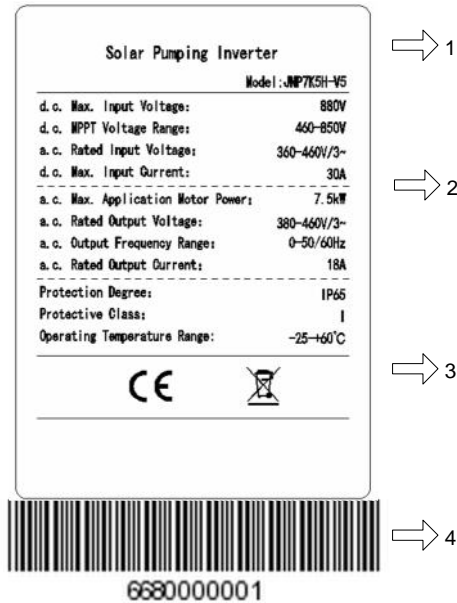 Solar Pumping Inverter
Model:JNP7K5H-V5
d.c. Max. Input Voltage: 880V
d.c. MPPT Voltage Range: 460-850V
a.c. Rated Input Voltage: 360-460V/3~
d.c. Max. Input Current: 30A
a.c. Max. Application Motor Power: 7.5kW
a.c. Rated Output Voltage: 380-460V/3~
a.c. Output Frequency Range: 0-50/60Hz
a.c. Rated Output Current: 18A
Protection Degree: IP65
Protective Class: I
Operating Temperature Range: -25-+60℃
CE
6680000001
1
2
3
4